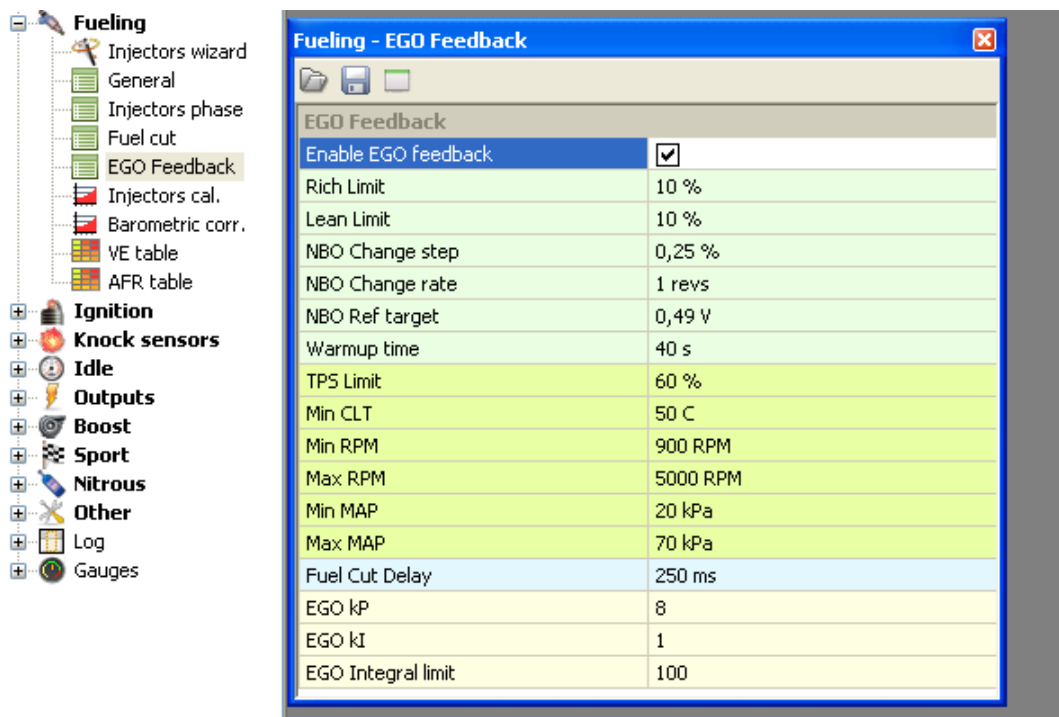 Fueling
Injectors wizard
General
Injectors phase
Fuel cut
EGO Feedback
Injectors cal.
Barometric corr.
VE table
AFR table
Ignition
Knock sensors
Idle
Outputs
Boost
Sport
Nitrous
Other
Log
Gauges
Fueling - EGO Feedback
EGO Feedback
Enable EGO feedback
Rich Limit 10 %
Lean Limit 10 %
NBO Change step 0,25 %
NBO Change rate 1 revs
NBO Ref target 0,49 V
Warmup time 40 s
TPS Limit 60 %
Min CLT 50 C
Min RPM 900 RPM
Max RPM 5000 RPM
Min MAP 20 kPa
Max MAP 70 kPa
Fuel Cut Delay 250 ms
EGO kP 8
EGO kI 1
EGO Integral limit 100